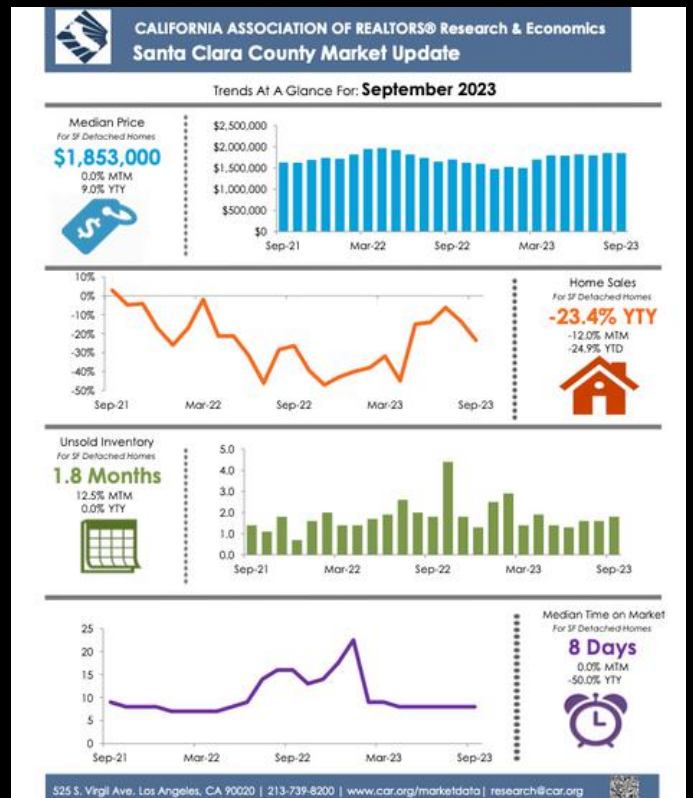 CALIFORNIA ASSOCIATION OF REALTORS® Research & Economics
Santa Clara County Market Update
Trends At A Glance For: September 2023
Median Price
For SF Detached Homes
$1,853,000
0.0% MTM
9.0% YTY
$
$2,500,000
$2,000,000
$1,500,000
$1,000,000
$500,000
$0
Sep-21 Mar-22 Sep-22 Mar-23 Sep-23
10%
0%
-10%
-20%
-30%
-40%
-50%
Sep-21 Mar-22 Sep-22 Mar-23 Sep-23
Home Sales
For SF Detached Homes
-23.4% YTY
-12.0% MTM
-24.9% YTD
Unsold Inventory
For SF Detached Homes
1.8 Months
12.5% MTM
0.0% YTY
5.0
4.0
3.0
2.0
1.0
0.0
Sep-21 Mar-22 Sep-22 Mar-23 Sep-23
25
20
15
10
5
0
Sep-21 Mar-22 Sep-22 Mar-23 Sep-23
Median Time on Market
For SF Detached Homes
8 Days
0.0% MTM
-50.0% YTY
525 S. Virgil Ave. Los Angeles, CA 90020 | 213-739-8200 | www.car.org/marketdata| research@car.org